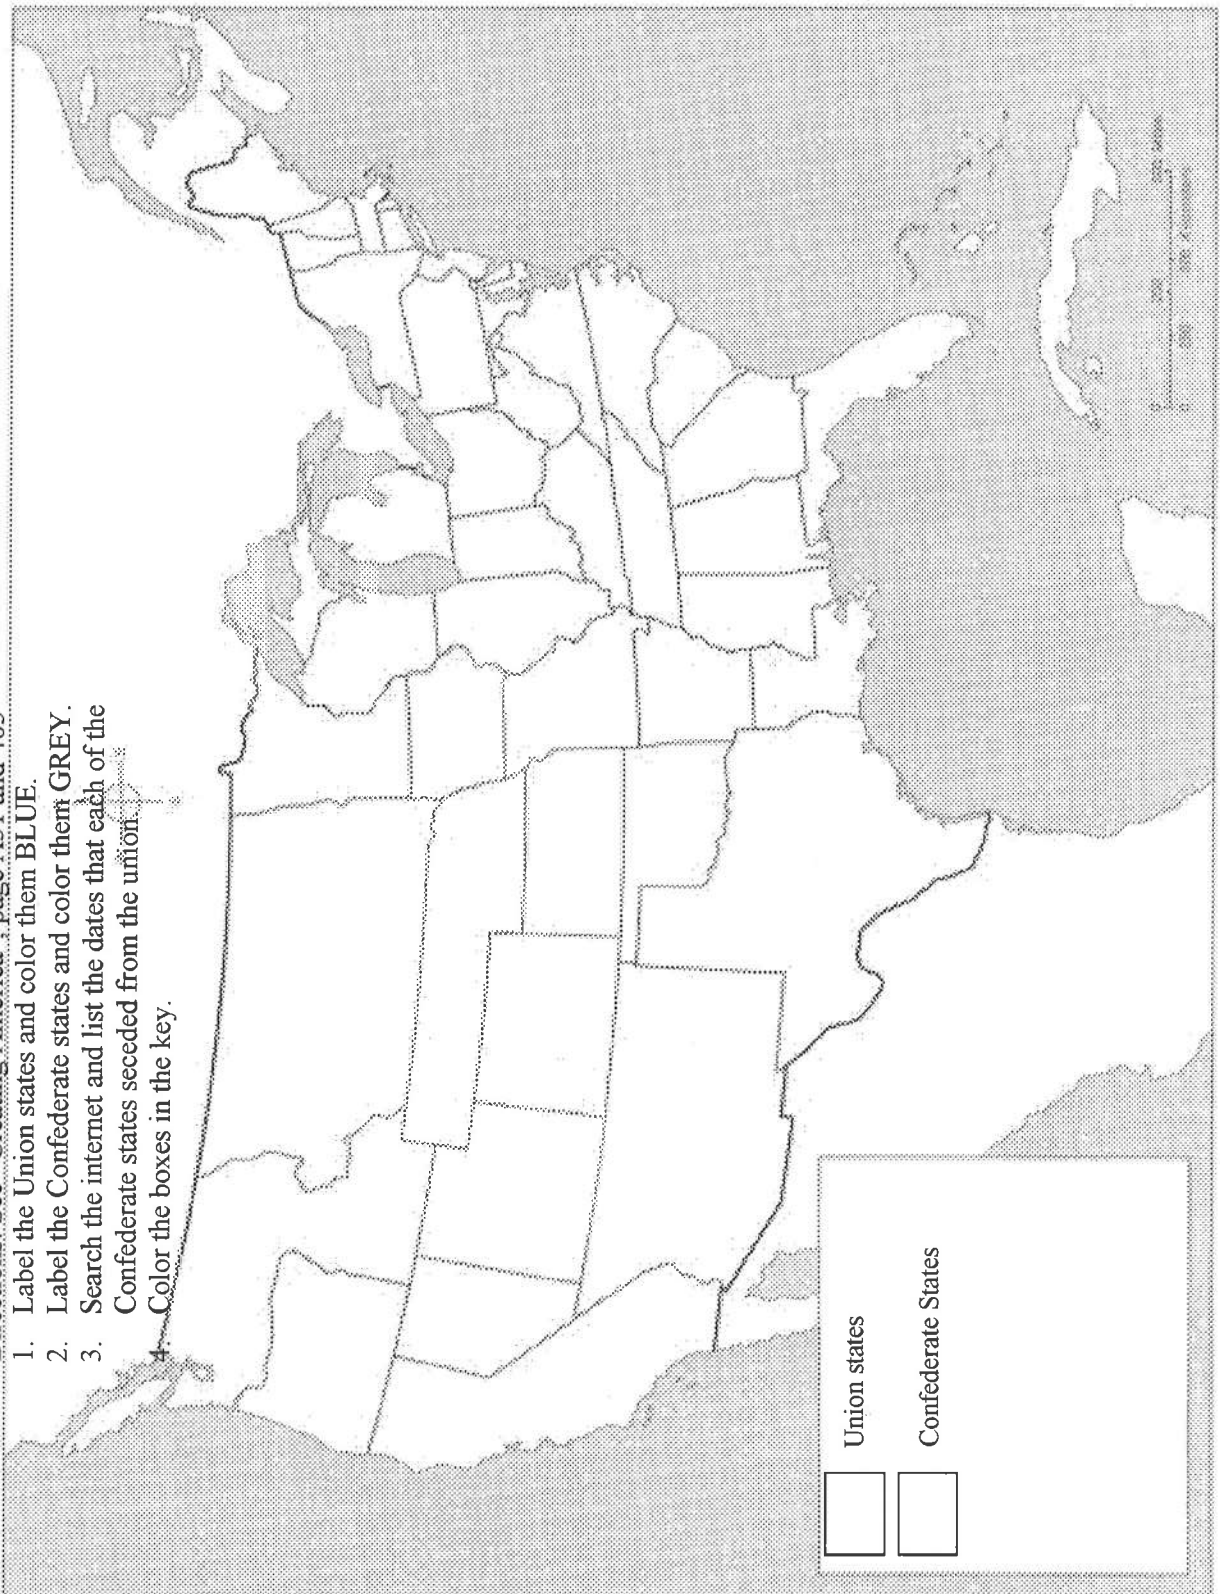 1. Label the Union states and color them BLUE.
2. Label the Confederate states and color them GREY.
3. Search the internet and list the dates that each of the
Confederate states seceded from the union.
4. Color the boxes in the key.
Union states
Confederate States